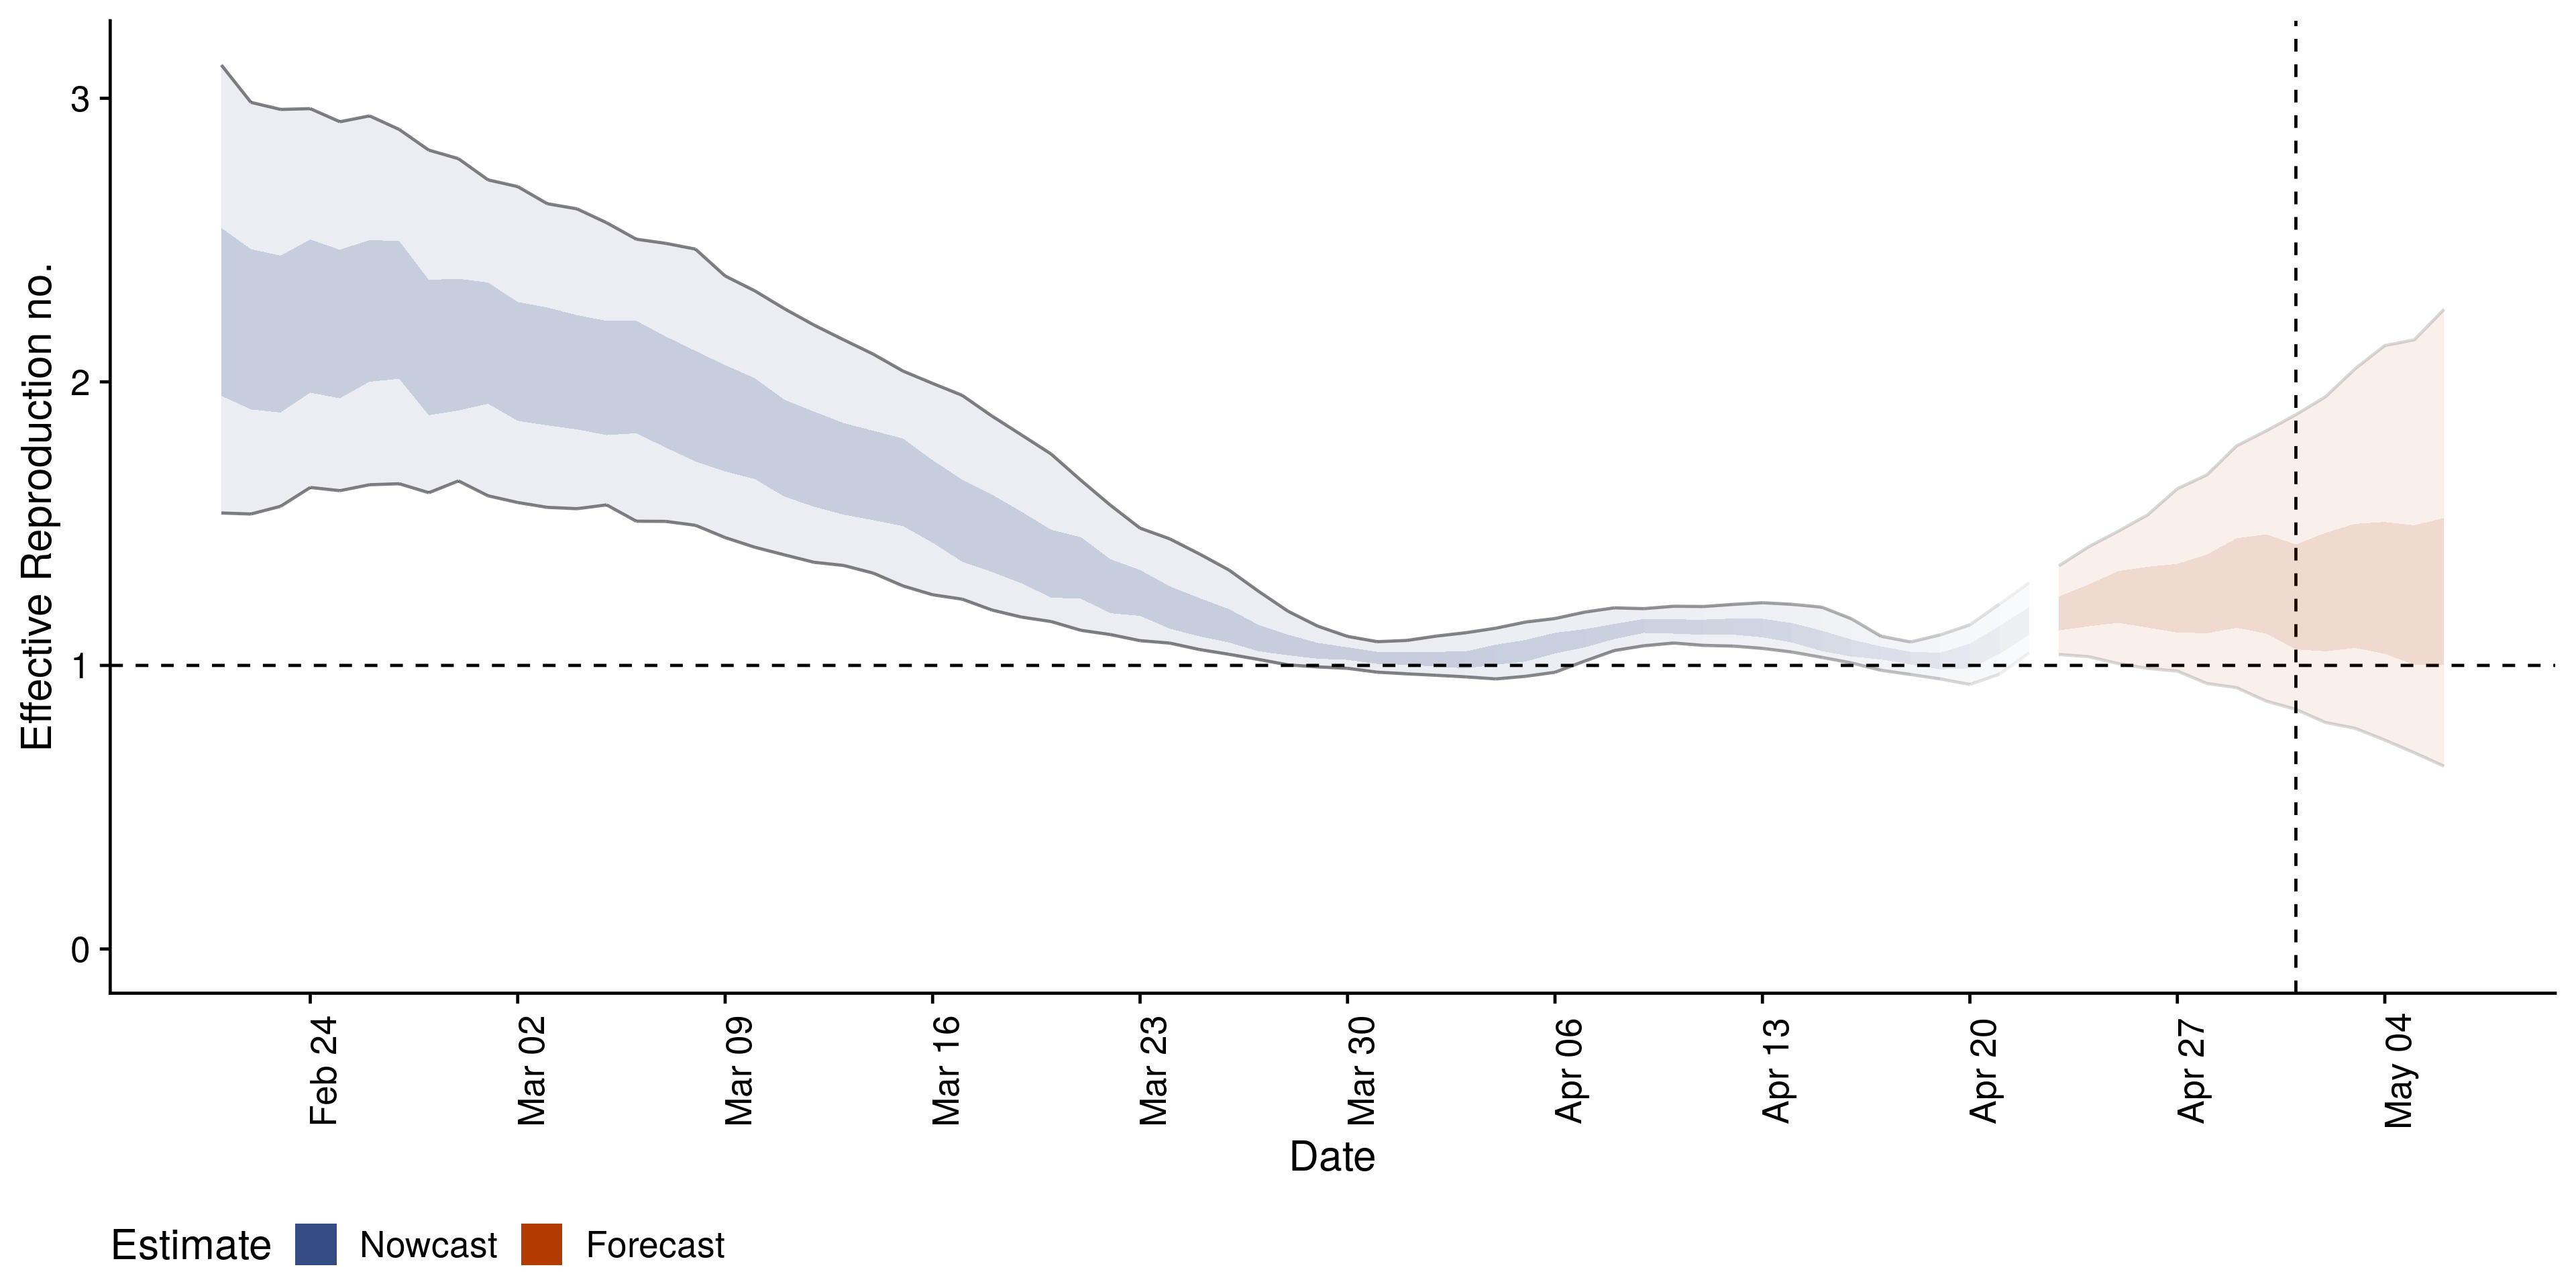 Effective Reproduction no.
3
2
1
0
Feb 24
Mar 02
Mar 09
Mar 16
Mar 23
Mar 30
Apr 06
Apr 13
Apr 20
Apr 27
May 04
Date
Estimate Nowcast Forecast